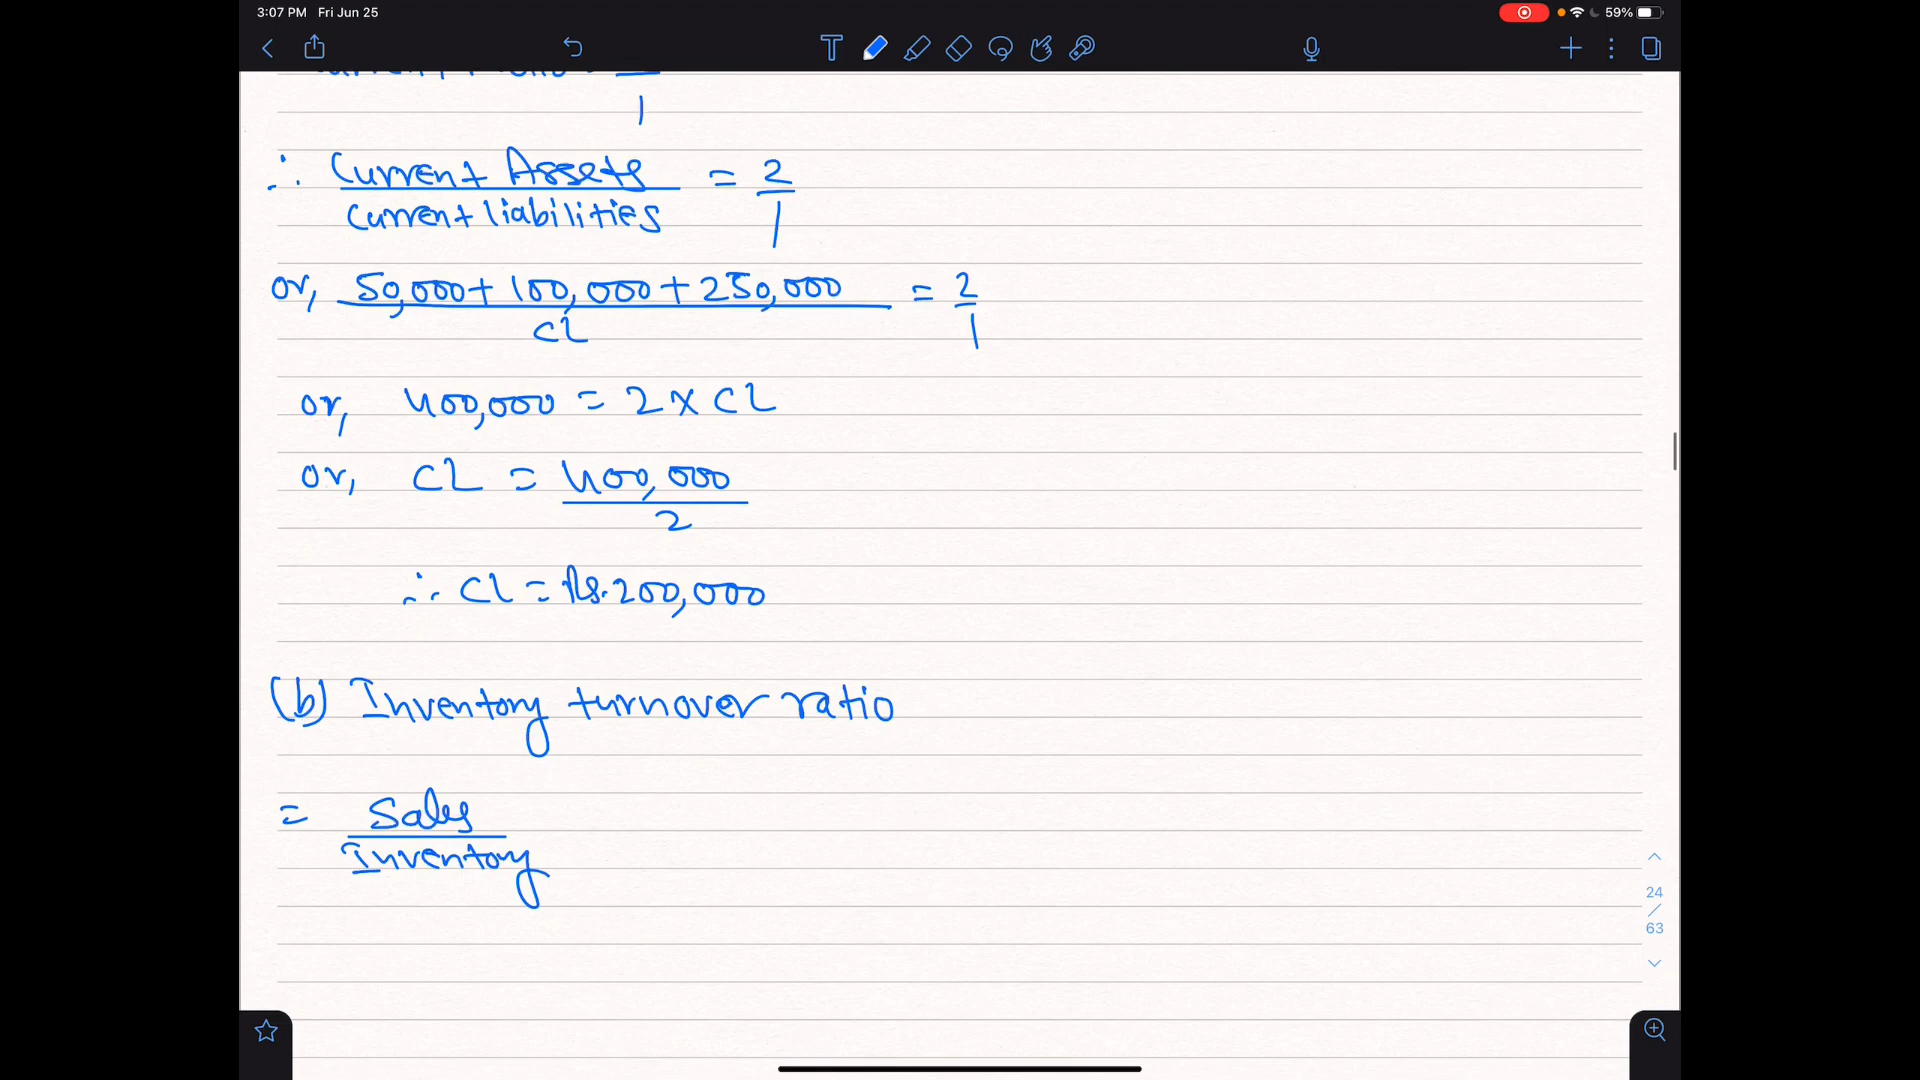 3:07 PM Fri Jun 25
59%
T
1
∴ Current Assets / Current liabilities = 2/1
or, 50,000 + 100,000 + 250,000 / CL = 2/1
or, 400,000 = 2 × CL
or, CL = 400,000 / 2
∴ CL = Rs. 200,000
(b) Inventory turnover ratio
= Sales / Inventory
24 / 63